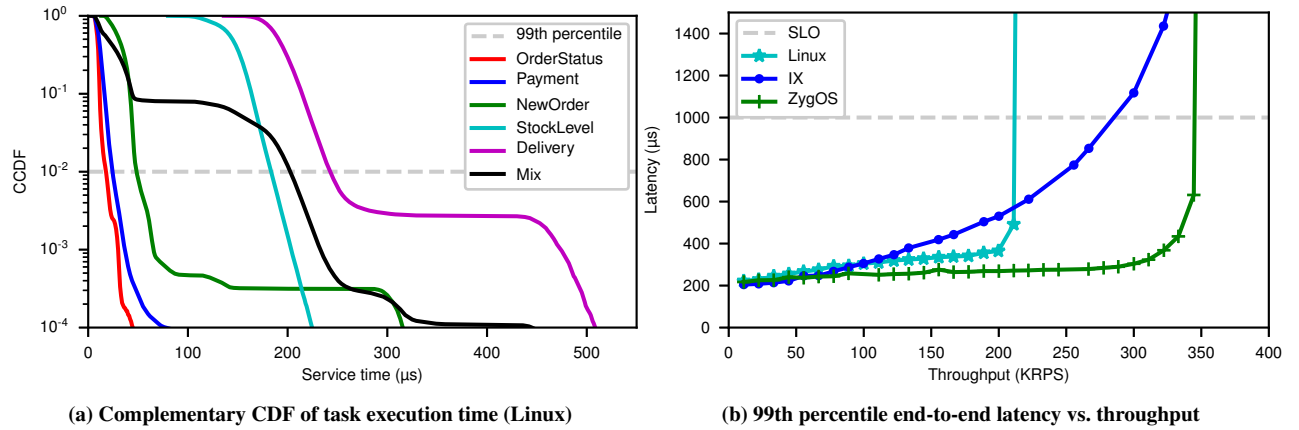 10⁰
10⁻¹
10⁻²
10⁻³
10⁻⁴
CCDF
0 100 200 300 400 500
Service time (µs)
99th percentile
OrderStatus
Payment
NewOrder
StockLevel
Delivery
Mix
(a) Complementary CDF of task execution time (Linux)
1400
1200
1000
800
600
400
200
0
Latency (µs)
0 50 100 150 200 250 300 350 400
Throughput (KRPS)
SLO
Linux
IX
ZygOS
(b) 99th percentile end-to-end latency vs. throughput